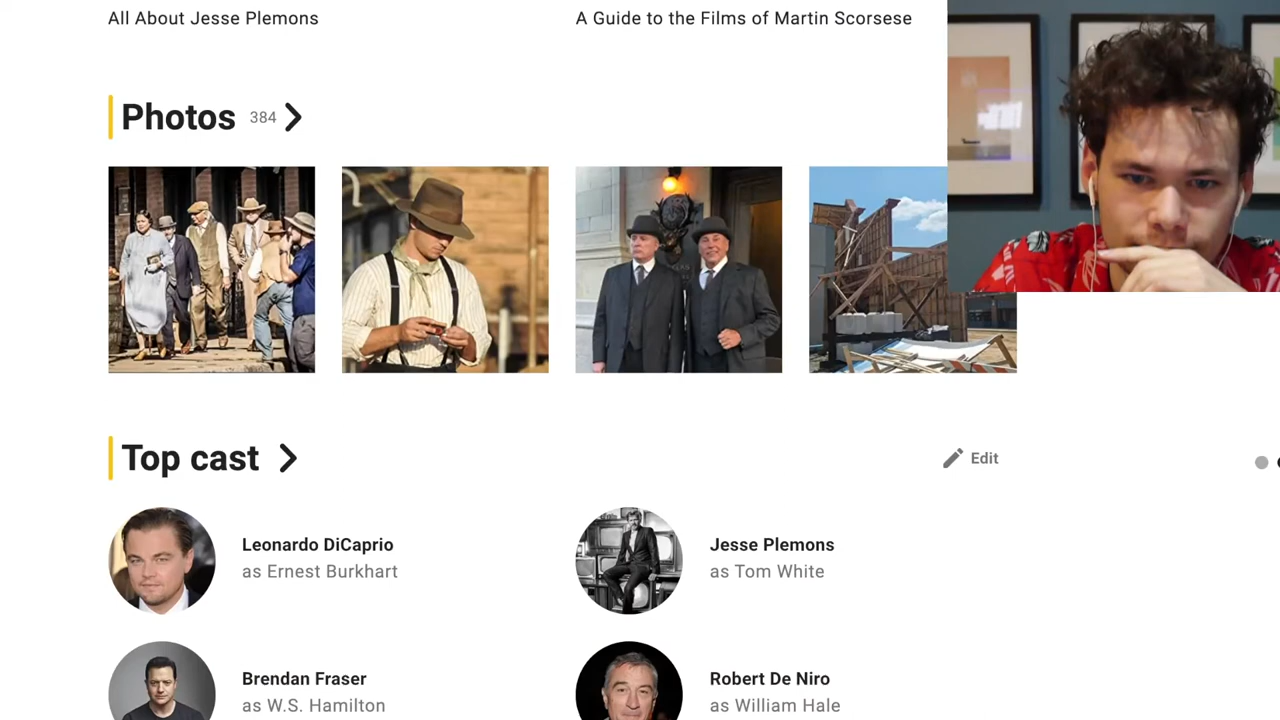 All About Jesse Plemons
A Guide to the Films of Martin Scorsese
Photos 384
Top cast
Edit
Leonardo DiCaprio
as Ernest Burkhart
Jesse Plemons
as Tom White
Brendan Fraser
as W.S. Hamilton
Robert De Niro
as William Hale